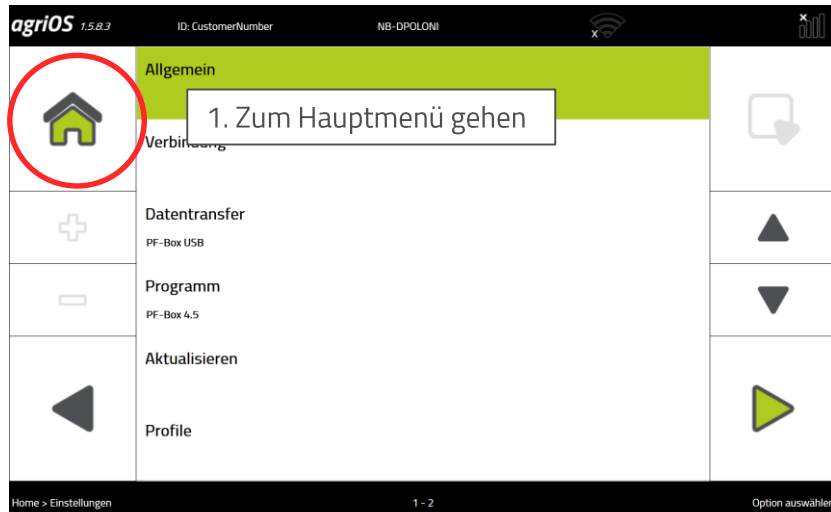 agriOS 1.5.8.3 ID: CustomerNumber NB-DPOLONI x x
Allgemein
1. Zum Hauptmenü gehen
Verbindung
Datentransfer
PF-Box USB
Programm
PF-Box 4.5
Aktualisieren
Profile
Home > Einstellungen 1 - 2 Option auswählen